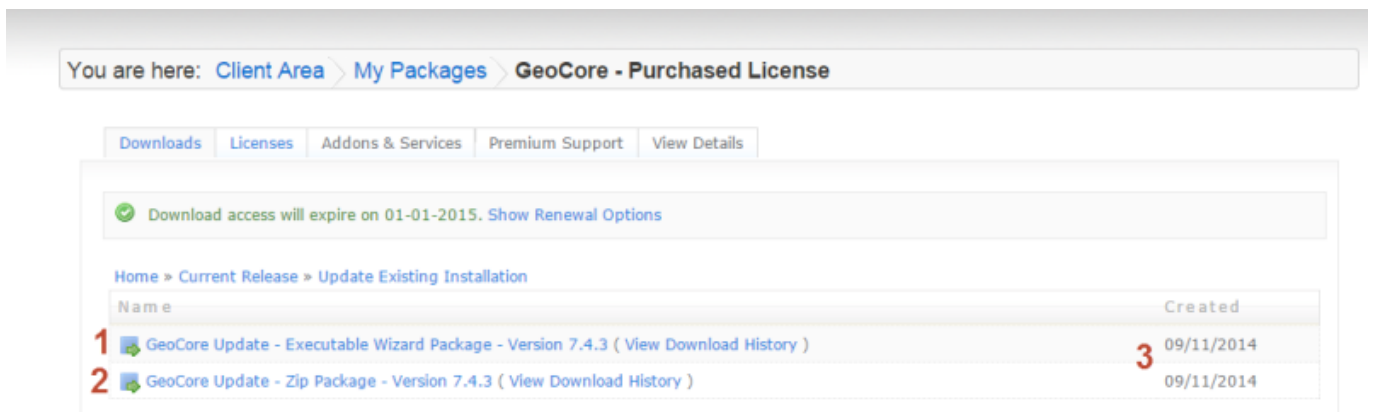 You are here: Client Area My Packages GeoCore - Purchased License
Downloads Licenses Addons & Services Premium Support View Details
Download access will expire on 01-01-2015. Show Renewal Options
Home » Current Release » Update Existing Installation
Name Created
1 GeoCore Update - Executable Wizard Package - Version 7.4.3 ( View Download History ) 3 09/11/2014
2 GeoCore Update - Zip Package - Version 7.4.3 ( View Download History ) 09/11/2014